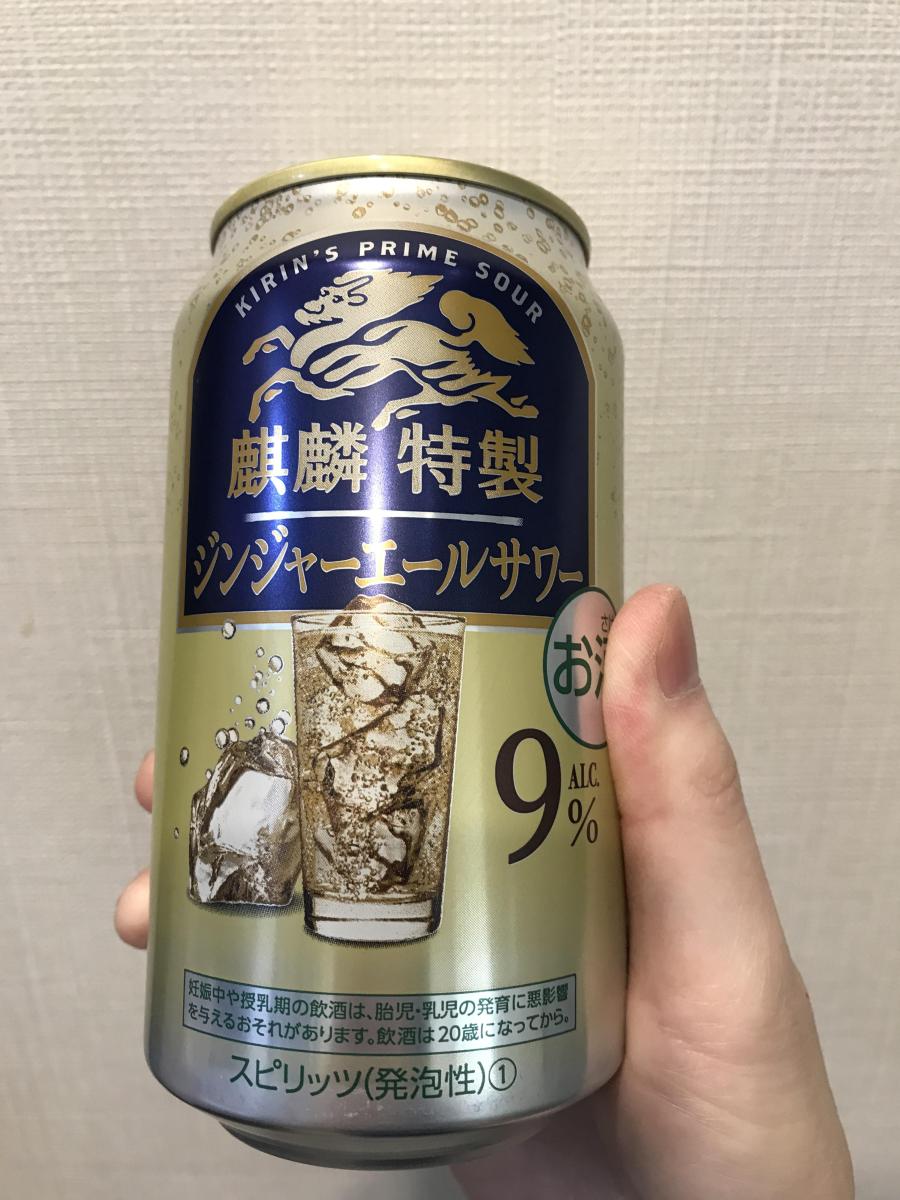 KIRIN'S PRIME SOUR
麒麟 特製
ジンジャーエールサワー
お酒
9 ALC.%
妊娠中や授乳期の飲酒は、胎児・乳児の発育に悪影響
を与えるおそれがあります。飲酒は20歳になってから。
スピリッツ(発泡性)①